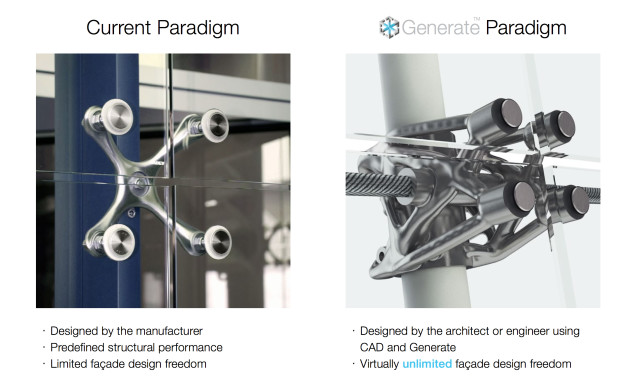 Current Paradigm
Generate™ Paradigm
· Designed by the manufacturer
· Predefined structural performance
· Limited façade design freedom
· Designed by the architect or engineer using
CAD and Generate
· Virtually unlimited façade design freedom